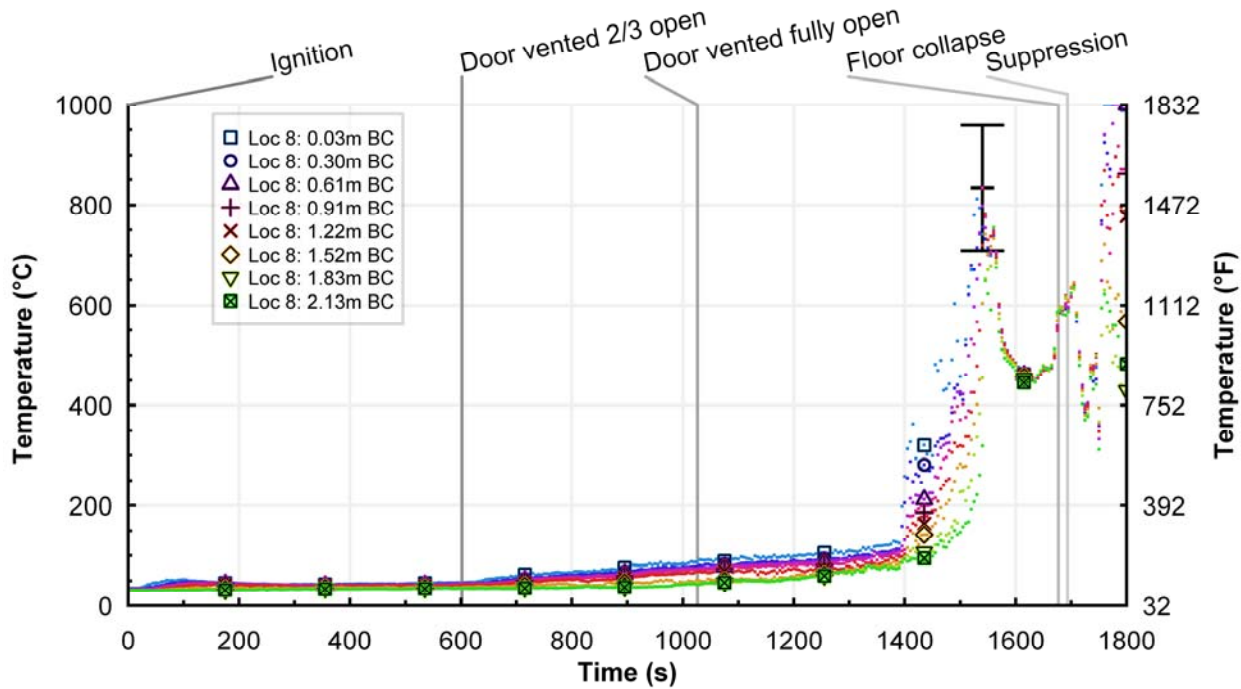 Ignition
Door vented 2/3 open
Door vented fully open
Floor collapse
Suppression
1000
800
600
400
200
0
Temperature (°C)
Loc 8: 0.03m BC
Loc 8: 0.30m BC
Loc 8: 0.61m BC
Loc 8: 0.91m BC
Loc 8: 1.22m BC
Loc 8: 1.52m BC
Loc 8: 1.83m BC
Loc 8: 2.13m BC
1832
1472
1112
752
392
32
Temperature (°F)
0 200 400 600 800 1000 1200 1400 1600 1800
Time (s)